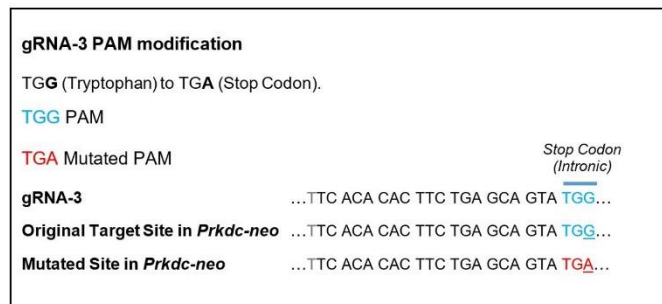 gRNA-3 PAM modification
TGG (Tryptophan) to TGA (Stop Codon).
TGG PAM
TGA Mutated PAM
Stop Codon
(Intronic)
gRNA-3 ...TTC ACA CAC TTC TGA GCA GTA TGG...
Original Target Site in Prkdc-neo ...TTC ACA CAC TTC TGA GCA GTA TGG...
Mutated Site in Prkdc-neo ...TTC ACA CAC TTC TGA GCA GTA TGA...